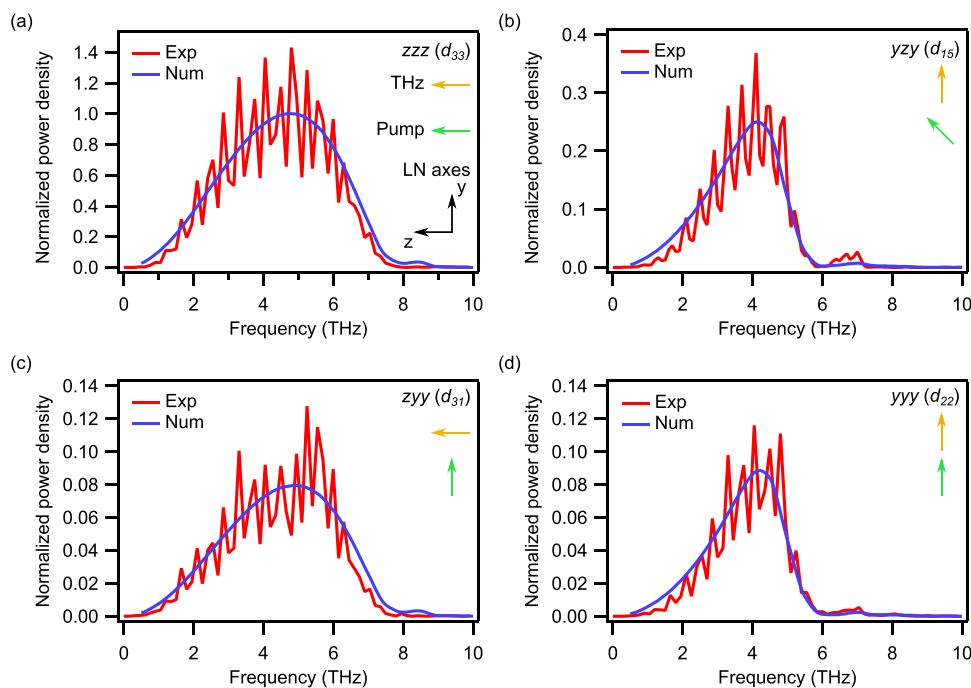 (a)
Normalized power density
1.4
1.2
1.0
0.8
0.6
0.4
0.2
0.0
Exp
Num
zzz (d33)
THz
Pump
LN axes
y
z
0 2 4 6 8 10
Frequency (THz)
(b)
Normalized power density
0.4
0.3
0.2
0.1
0.0
Exp
Num
yzy (d15)
0 2 4 6 8 10
Frequency (THz)
(c)
Normalized power density
0.14
0.12
0.10
0.08
0.06
0.04
0.02
0.00
Exp
Num
zyy (d31)
0 2 4 6 8 10
Frequency (THz)
(d)
Normalized power density
0.14
0.12
0.10
0.08
0.06
0.04
0.02
0.00
Exp
Num
yyy (d22)
0 2 4 6 8 10
Frequency (THz)